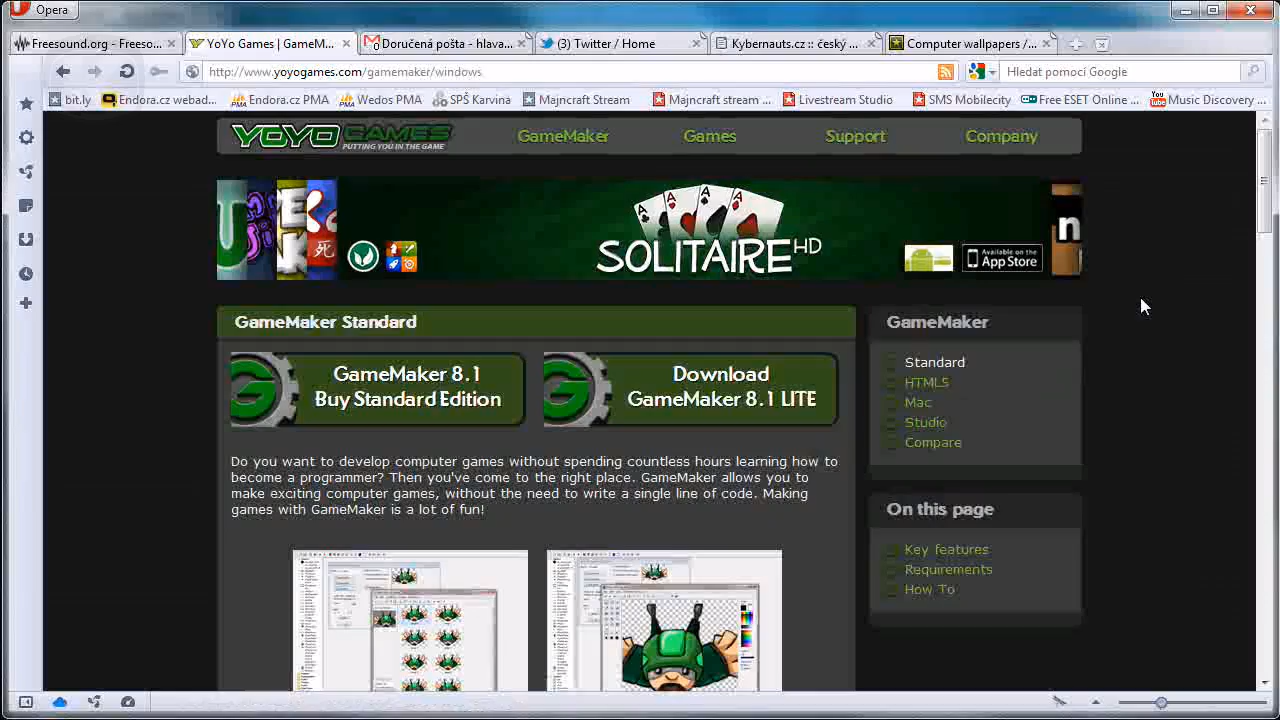 Opera
Freesound.org - Freeso...
YoYo Games | GameM...
Doručená pošta - hlava...
(3) Twitter / Home
Kybernauts.cz :: český ...
Computer wallpapers /...
http://www.yoyogames.com/gamemaker/windows
Hledat pomocí Google
bit.ly
Endora.cz webad...
Endora.cz PMA
Wedos PMA
SPŠ Karvina
Majncraft Stream
Majncraft stream ...
Livestream Studio
SMS Mobilecity
Free ESET Online ...
Music Discovery ...
YOYO GAMES
PUTTING YOU IN THE GAME
GameMaker
Games
Support
Company
SOLITAIRE HD
Available on the
App Store
GameMaker Standard
GameMaker 8.1
Buy Standard Edition
Download
GameMaker 8.1 LITE
Do you want to develop computer games without spending countless hours learning how to
become a programmer? Then you've come to the right place. GameMaker allows you to
make exciting computer games, without the need to write a single line of code. Making
games with GameMaker is a lot of fun!
GameMaker
Standard
HTML5
Mac
Studio
Compare
On this page
Key features
Requirements
How To